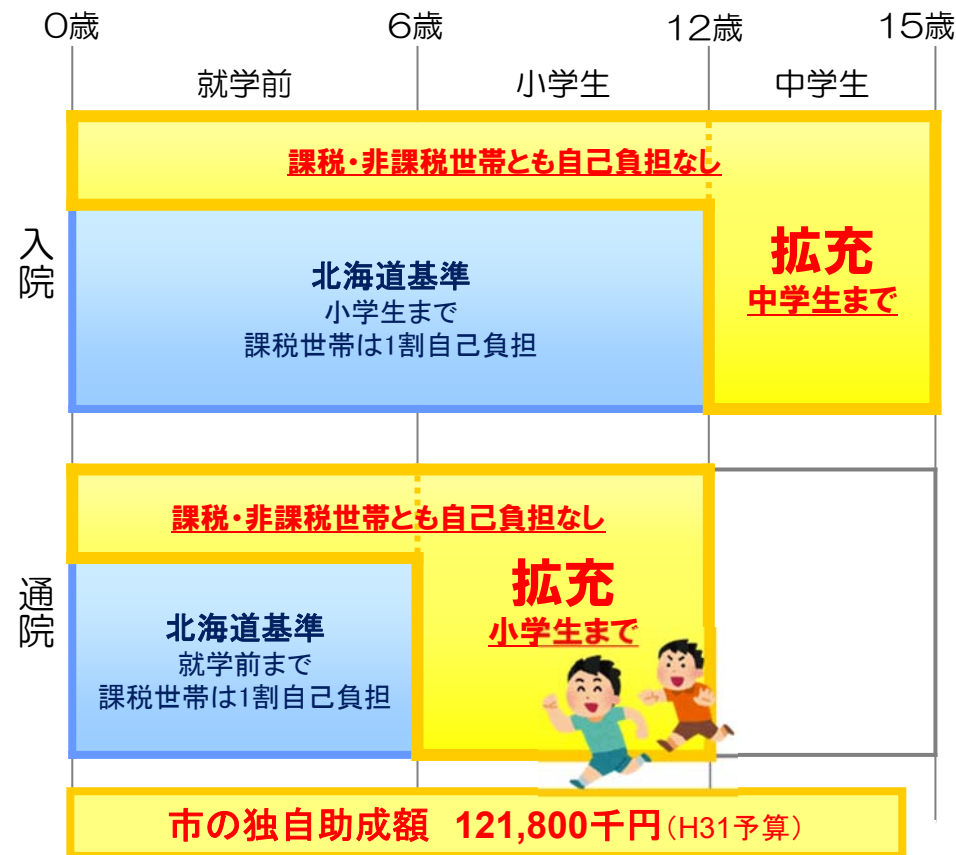 0歳 6歳 12歳 15歳
就学前 小学生 中学生
入院
課税・非課税世帯とも自己負担なし
北海道基準
小学生まで
課税世帯は1割自己負担
拡充
中学生まで
通院
課税・非課税世帯とも自己負担なし
北海道基準
就学前まで
課税世帯は1割自己負担
拡充
小学生まで
市の独自助成額 121,800千円(H31予算)